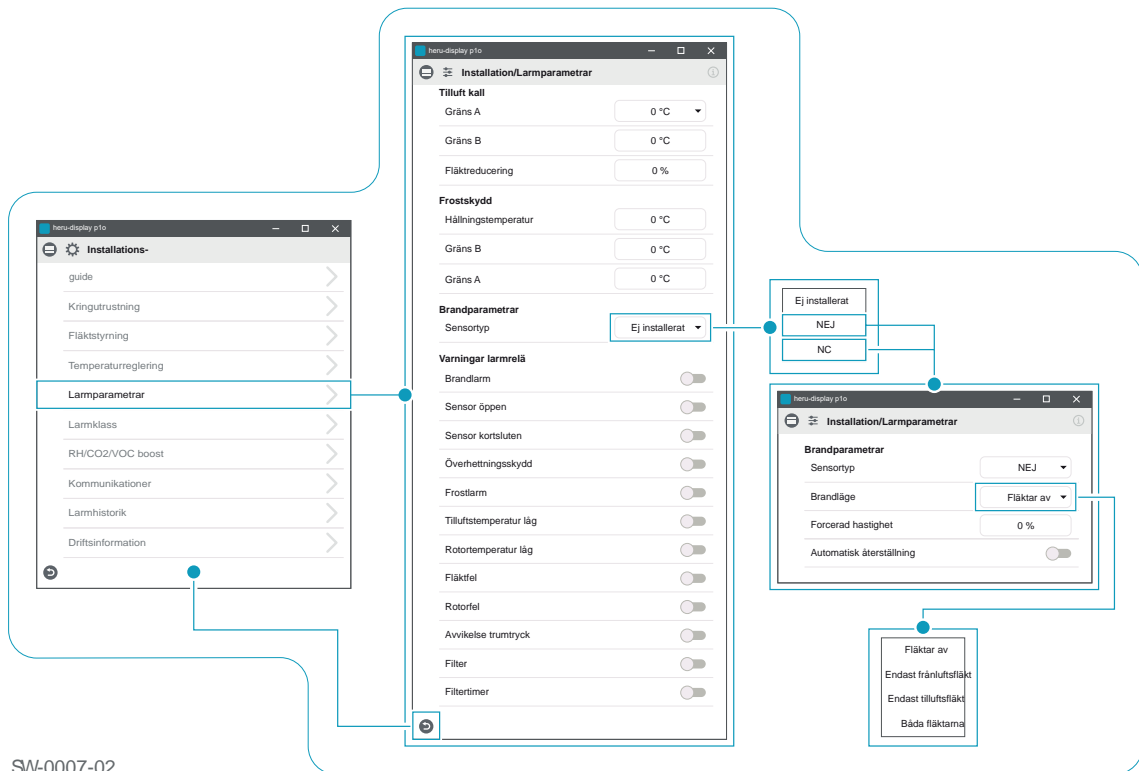 heru-display p1o
Installations-
guide
Kringutrustning
Fläktstyrning
Temperaturreglering
Larmparametrar
Larmklass
RH/CO2/VOC boost
Kommunikationer
Larmhistorik
Driftsinformation
heru-display p1o
Installation/Larmparametrar
Tilluft kall
Gräns A 0 °C
Gräns B 0 °C
Fläktreducering 0 %
Frostskydd
Hållningstemperatur 0 °C
Gräns B 0 °C
Gräns A 0 °C
Brandparametrar
Sensortyp Ej installerat
Varningar larmrelä
Brandlarm
Sensor öppen
Sensor kortsluten
Överhettningsskydd
Frostlarm
Tilluftstemperatur låg
Rotortemperatur låg
Fläktfel
Rotorfel
Avvikelse trumtryck
Filter
Filtertimer
Ej installerat
NEJ
NC
heru-display p1o
Installation/Larmparametrar
Brandparametrar
Sensortyp NEJ
Brandläge Fläktar av
Forcerad hastighet 0 %
Automatisk återställning
Fläktar av
Endast frånluftsfläkt
Endast tilluftsfläkt
Båda fläktarna
SW-0007-02